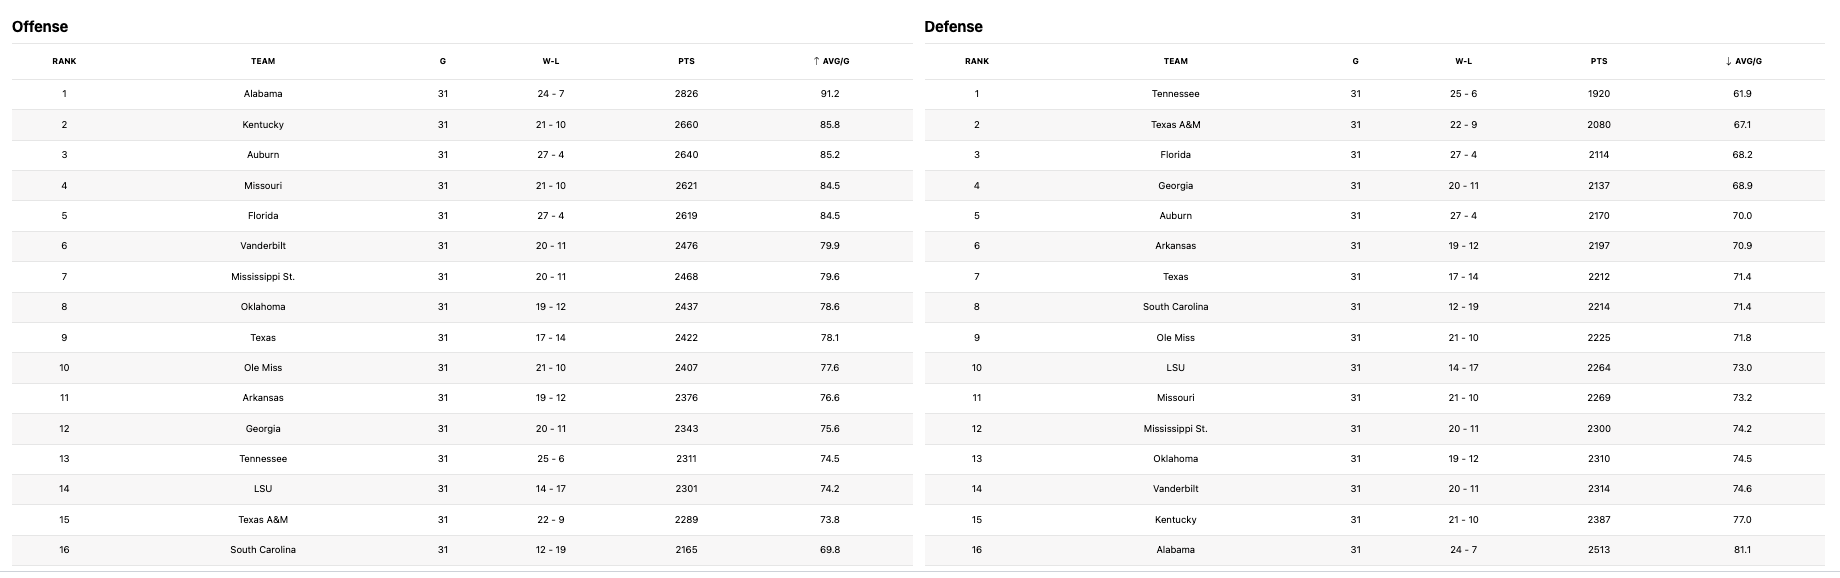 Offense
RANK TEAM G W-L PTS ↑ AVG/G
1 Alabama 31 24 - 7 2826 91.2
2 Kentucky 31 21 - 10 2660 85.8
3 Auburn 31 27 - 4 2640 85.2
4 Missouri 31 21 - 10 2621 84.5
5 Florida 31 27 - 4 2619 84.5
6 Vanderbilt 31 20 - 11 2476 79.9
7 Mississippi St. 31 20 - 11 2468 79.6
8 Oklahoma 31 19 - 12 2437 78.6
9 Texas 31 17 - 14 2422 78.1
10 Ole Miss 31 21 - 10 2407 77.6
11 Arkansas 31 19 - 12 2376 76.6
12 Georgia 31 20 - 11 2343 75.6
13 Tennessee 31 25 - 6 2311 74.5
14 LSU 31 14 - 17 2301 74.2
15 Texas A&M 31 22 - 9 2289 73.8
16 South Carolina 31 12 - 19 2165 69.8
Defense
RANK TEAM G W-L PTS ↓ AVG/G
1 Tennessee 31 25 - 6 1920 61.9
2 Texas A&M 31 22 - 9 2080 67.1
3 Florida 31 27 - 4 2114 68.2
4 Georgia 31 20 - 11 2137 68.9
5 Auburn 31 27 - 4 2170 70.0
6 Arkansas 31 19 - 12 2197 70.9
7 Texas 31 17 - 14 2212 71.4
8 South Carolina 31 12 - 19 2214 71.4
9 Ole Miss 31 21 - 10 2225 71.8
10 LSU 31 14 - 17 2264 73.0
11 Missouri 31 21 - 10 2269 73.2
12 Mississippi St. 31 20 - 11 2300 74.2
13 Oklahoma 31 19 - 12 2310 74.5
14 Vanderbilt 31 20 - 11 2314 74.6
15 Kentucky 31 21 - 10 2387 77.0
16 Alabama 31 24 - 7 2513 81.1